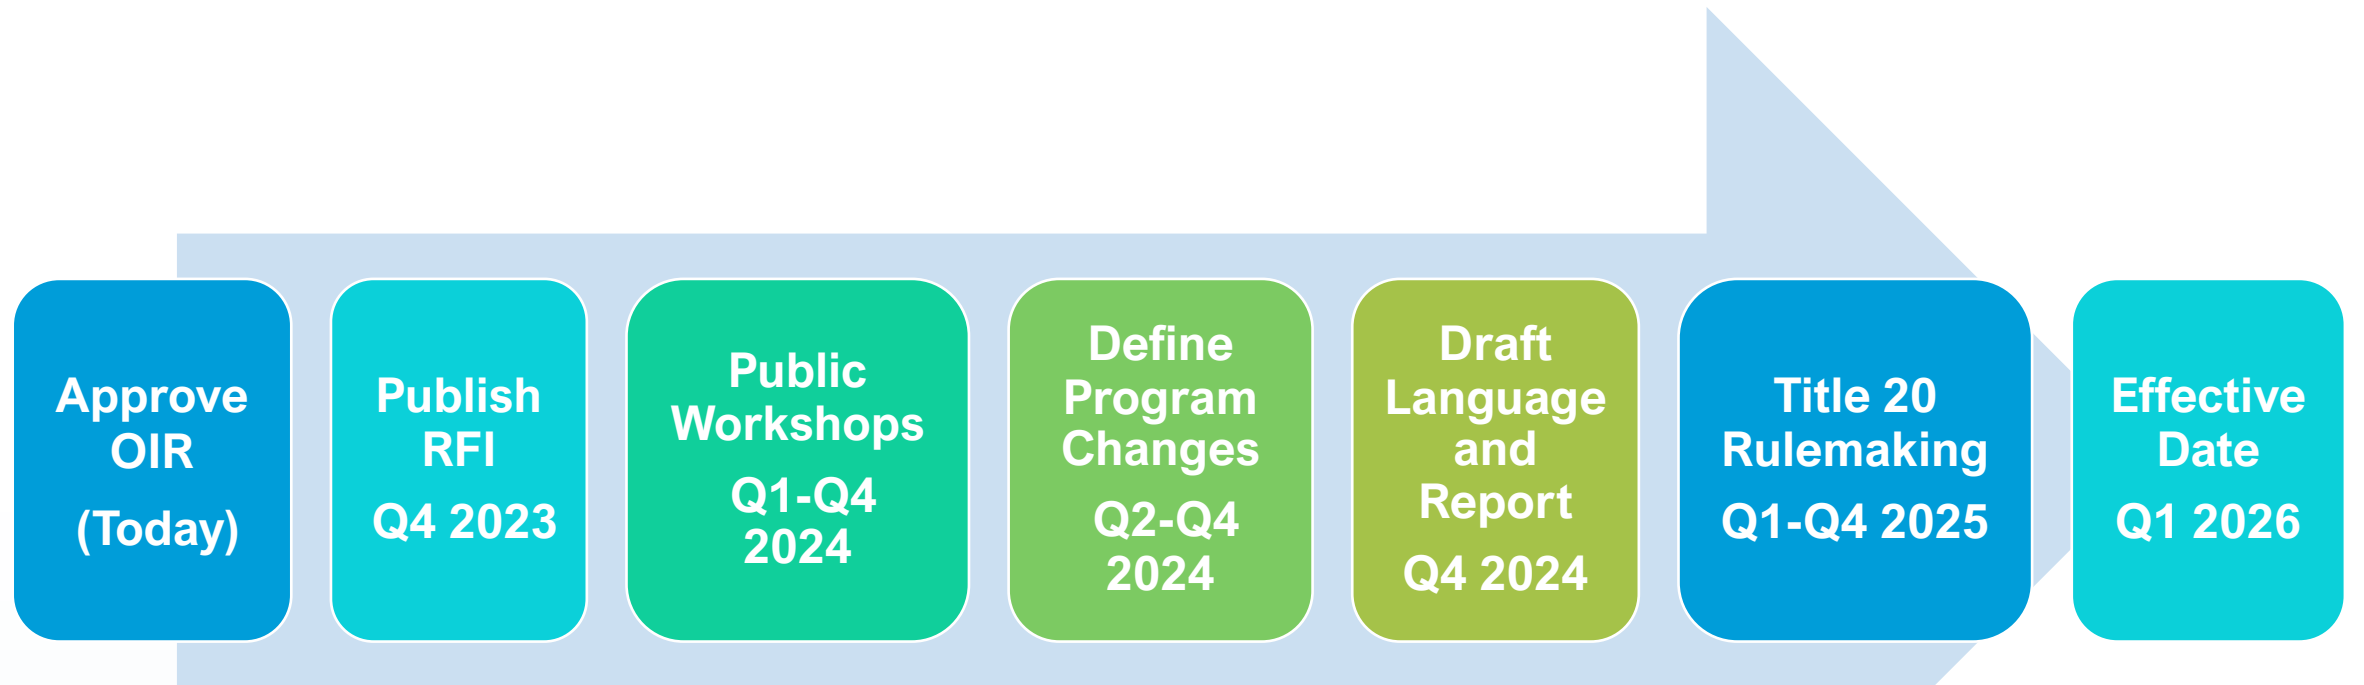 Approve
OIR
(Today)
Publish
RFI
Q4 2023
Public
Workshops
Q1-Q4
2024
Define
Program
Changes
Q2-Q4
2024
Draft
Language
and
Report
Q4 2024
Title 20
Rulemaking
Q1-Q4 2025
Effective
Date
Q1 2026